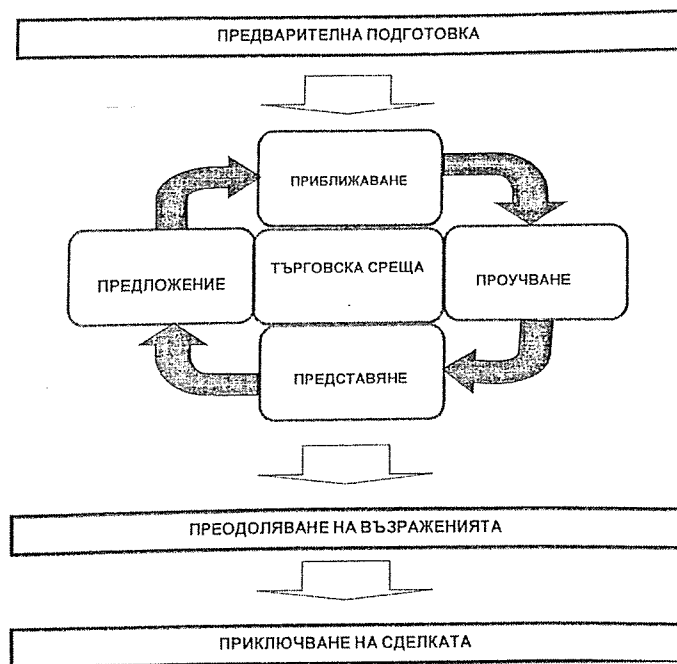 ПРЕДВАРИТЕЛНА ПОДГОТОВКА
ПРИБЛИЖАВАНЕ
ПРЕДЛОЖЕНИЕ
ТЪРГОВСКА СРЕЩА
ПРОУЧВАНЕ
ПРЕДСТАВЯНЕ
ПРЕОДОЛЯВАНЕ НА ВЪЗРАЖЕНИЯТА
ПРИКЛЮЧВАНЕ НА СДЕЛКАТА